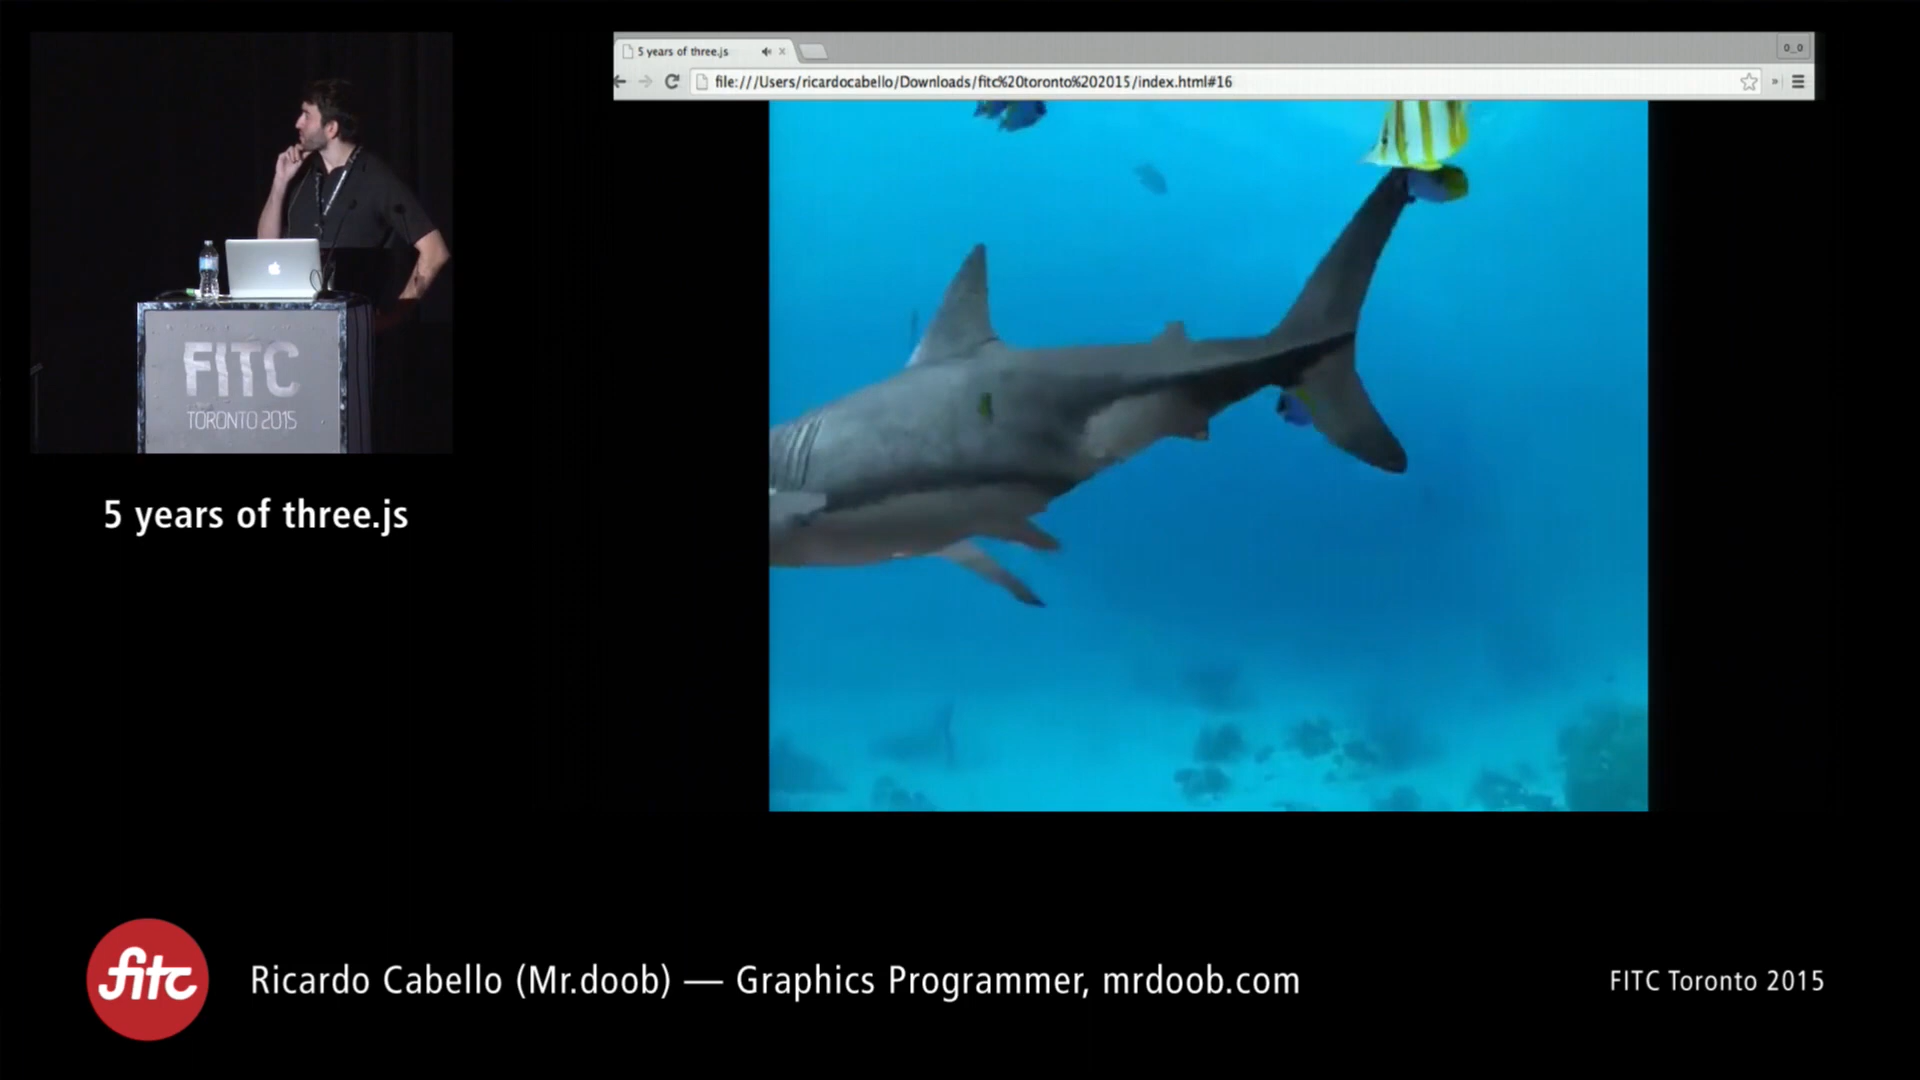 5 years of three.js
file:///Users/ricardocabello/Downloads/fitc%20toronto%202015/index.html#16
0_0
FITC
TORONTO 2015
5 years of three.js
fitc
Ricardo Cabello (Mr.doob) — Graphics Programmer, mrdoob.com
FITC Toronto 2015